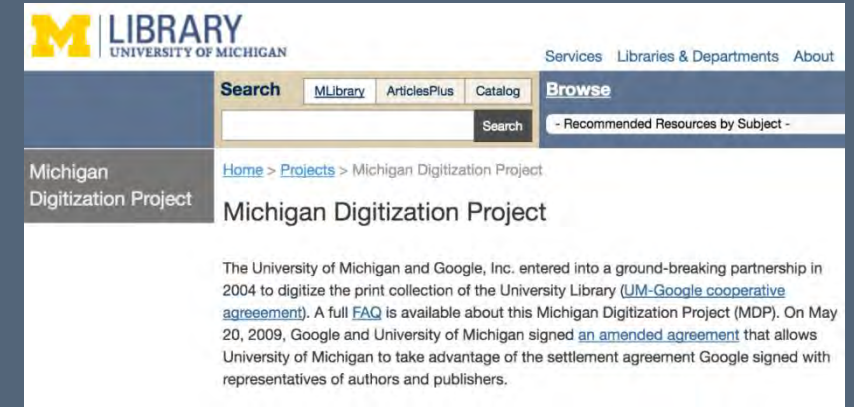 M LIBRARY
UNIVERSITY OF MICHIGAN
Services Libraries & Departments About
Search MLibrary ArticlesPlus Catalog
Browse
Search
- Recommended Resources by Subject -
Michigan
Digitization Project
Home > Projects > Michigan Digitization Project
Michigan Digitization Project
The University of Michigan and Google, Inc. entered into a ground-breaking partnership in
2004 to digitize the print collection of the University Library (UM-Google cooperative
agreeement). A full FAQ is available about this Michigan Digitization Project (MDP). On May
20, 2009, Google and University of Michigan signed an amended agreement that allows
University of Michigan to take advantage of the settlement agreement Google signed with
representatives of authors and publishers.